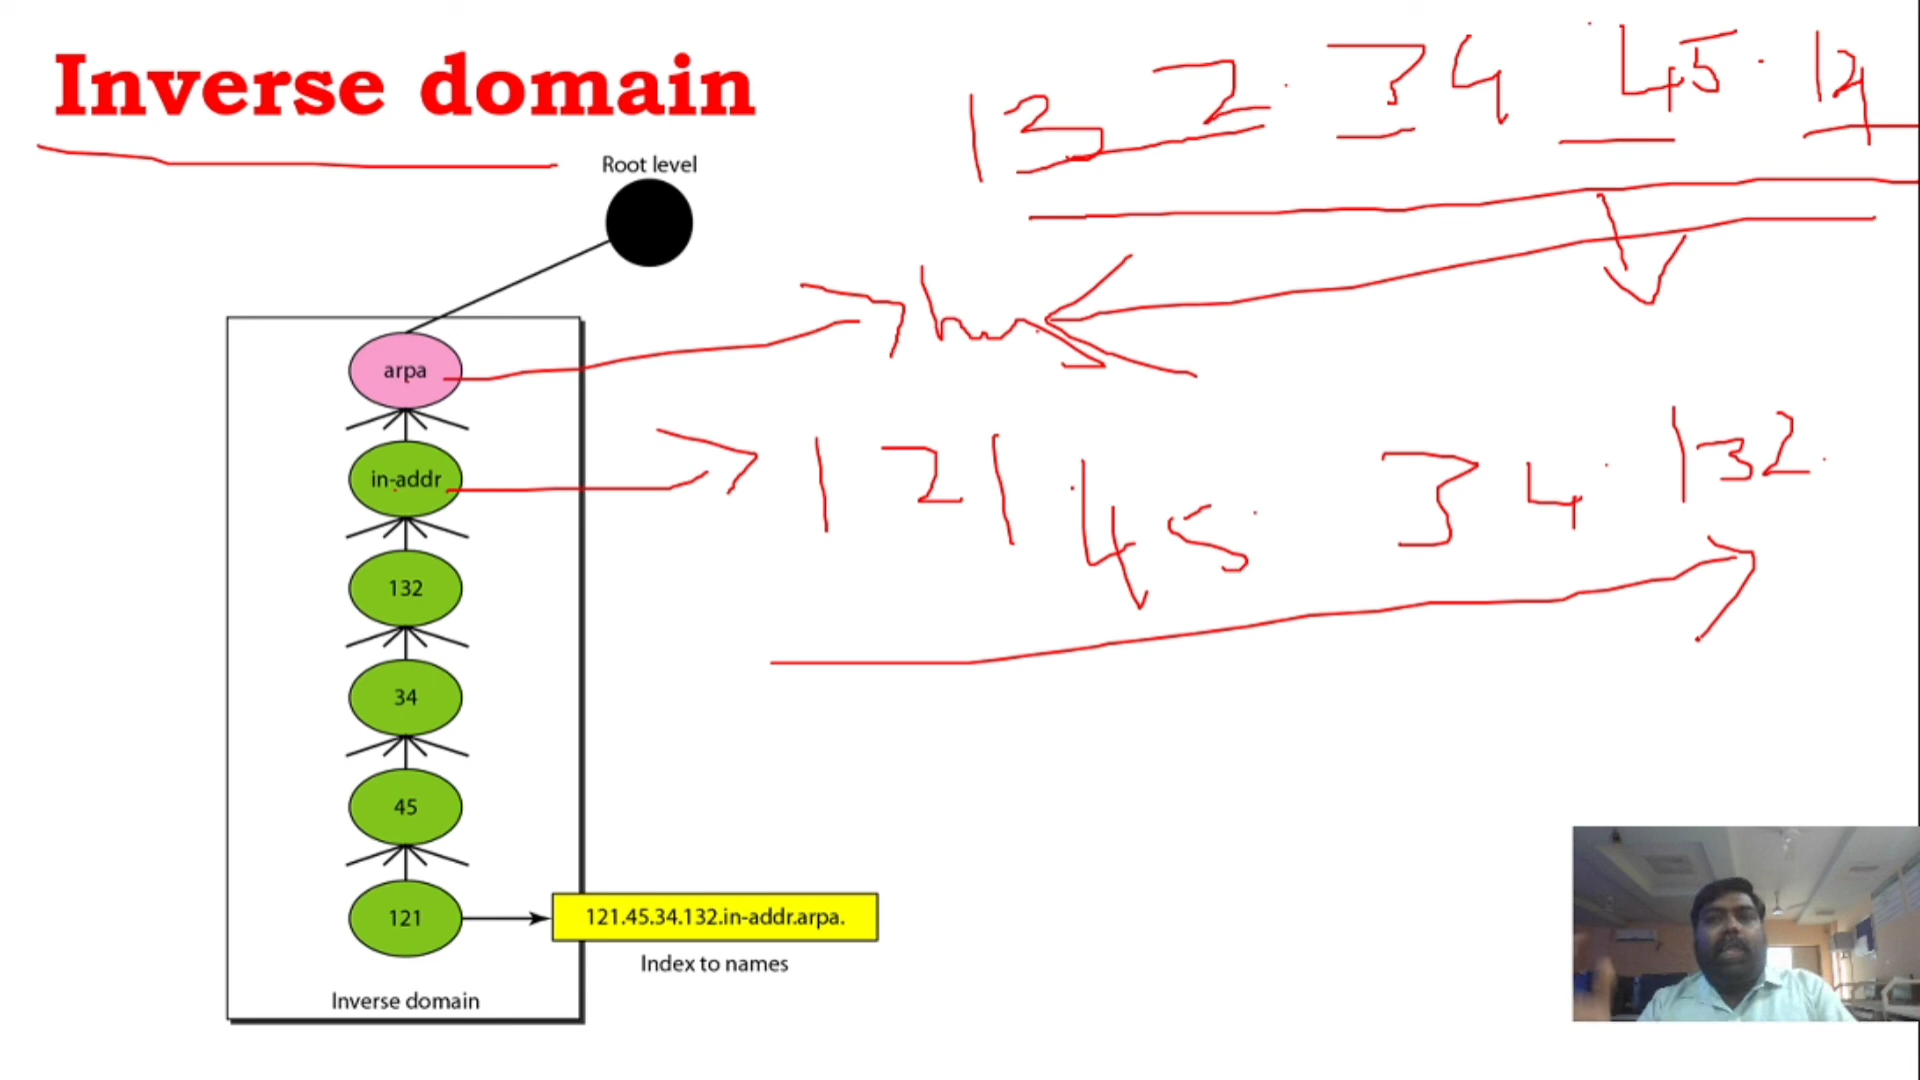 Inverse domain
132. 34 45. 12
Root level
arpa
in-addr
121.45.34.132.
132
34
45
121
121.45.34.132.in-addr.arpa.
Index to names
Inverse domain